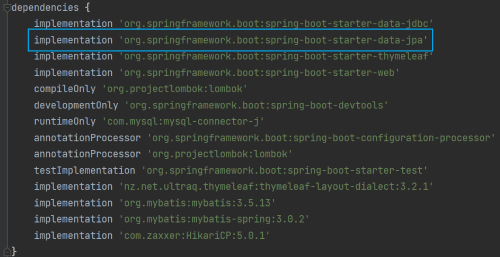 dependencies {
implementation 'org.springframework.boot:spring-boot-starter-data-jdbc'
implementation 'org.springframework.boot:spring-boot-starter-data-jpa'
implementation 'org.springframework.boot:spring-boot-starter-thymeleaf'
implementation 'org.springframework.boot:spring-boot-starter-web'
compileOnly 'org.projectlombok:lombok'
developmentOnly 'org.springframework.boot:spring-boot-devtools'
runtimeOnly 'com.mysql:mysql-connector-j'
annotationProcessor 'org.springframework.boot:spring-boot-configuration-processor'
annotationProcessor 'org.projectlombok:lombok'
testImplementation 'org.springframework.boot:spring-boot-starter-test'
implementation 'nz.net.ultraq.thymeleaf:thymeleaf-layout-dialect:3.2.1'
implementation 'org.mybatis:mybatis:3.5.13'
implementation 'org.mybatis:mybatis-spring:3.0.2'
implementation 'com.zaxxer:HikariCP:5.0.1'
}